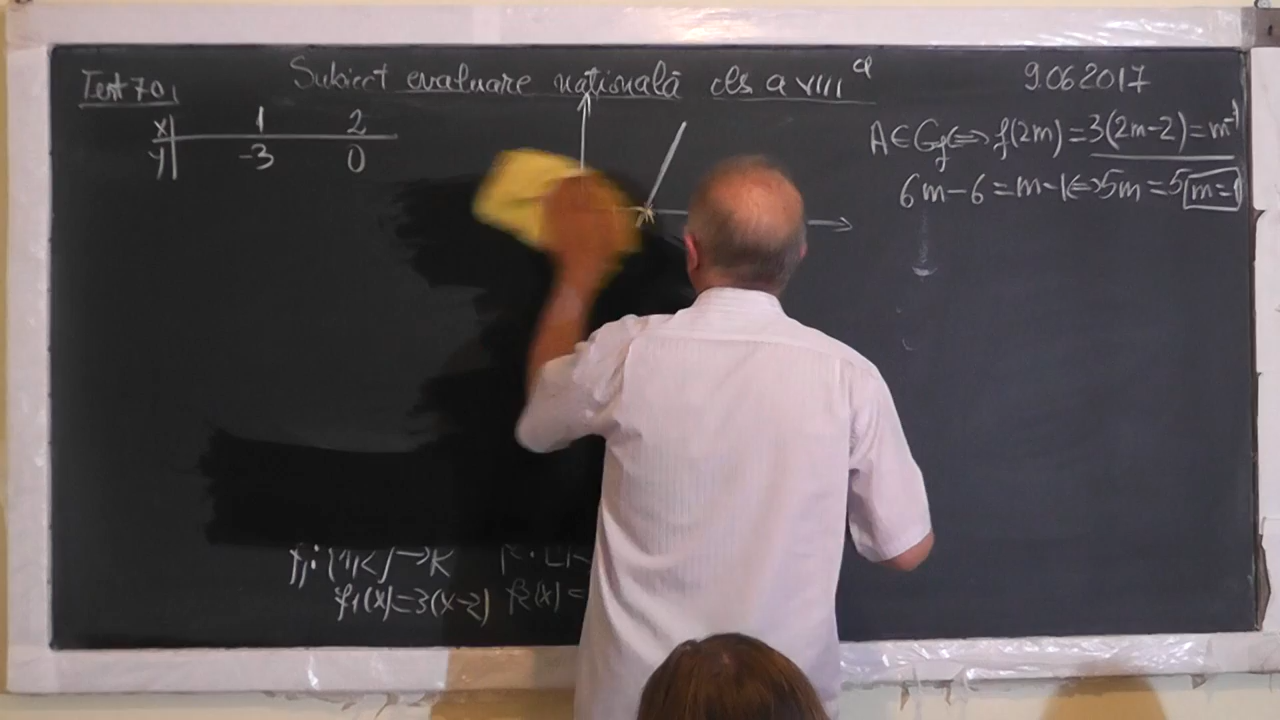 Test 70,
Subiect evaluare națională cls a VIII a
9.06 2017
x | 1 2
y | -3 0
A∈Gf⇔ f(2m)=3(2m-2)=m-1
6m-6=m-1⇔5m=5 m=1
f1(x)=3(x-2) f2(x)=